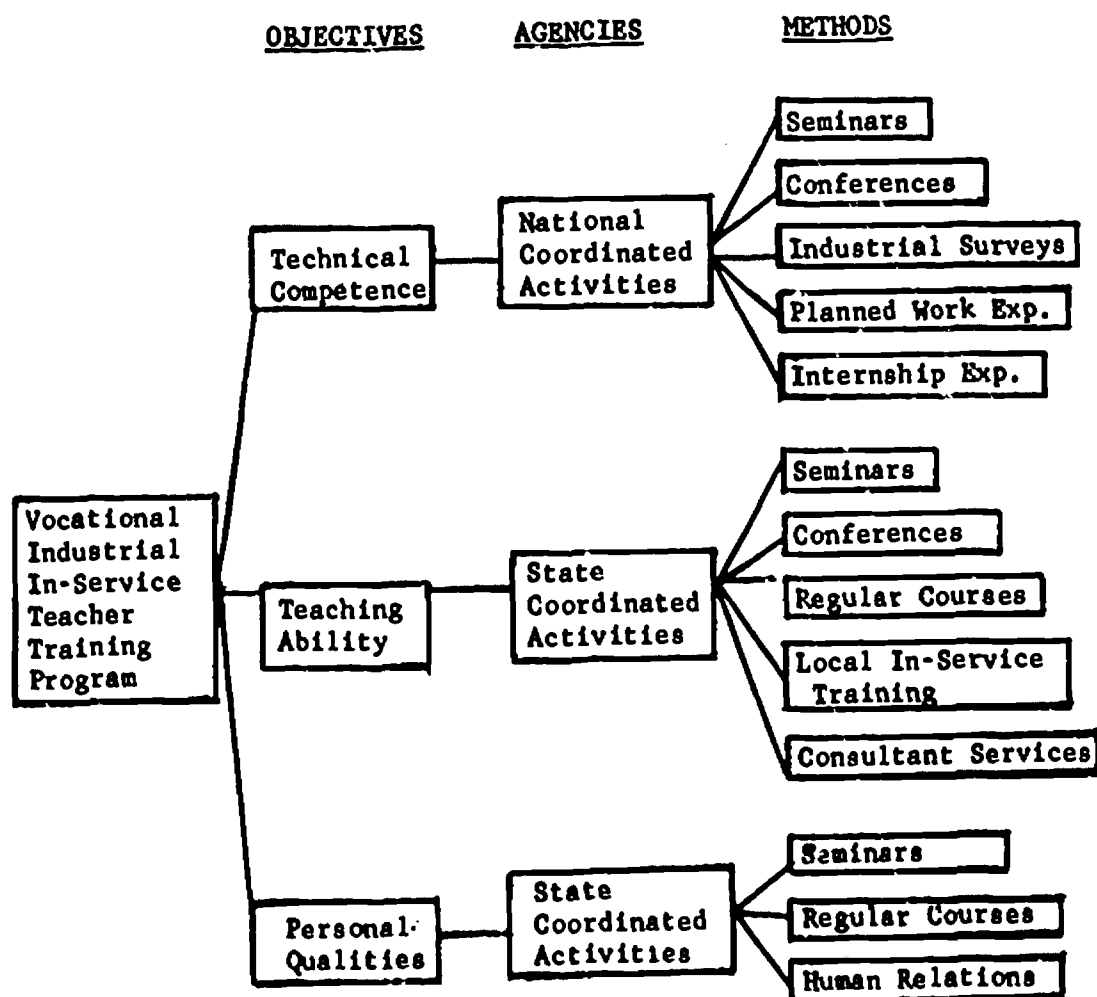 OBJECTIVES AGENCIES METHODS
Seminars
Conferences
National
Coordinated
Activities
Technical
Competence
Industrial Surveys
Planned Work Exp.
Internship Exp.
Vocational
Industrial
In-Service
Teacher
Training
Program
Teaching
Ability
State
Coordinated
Activities
Seminars
Conferences
Regular Courses
Local In-Service
Training
Consultant Services
Personal
Qualities
State
Coordinated
Activities
Seminars
Regular Courses
Human Relations